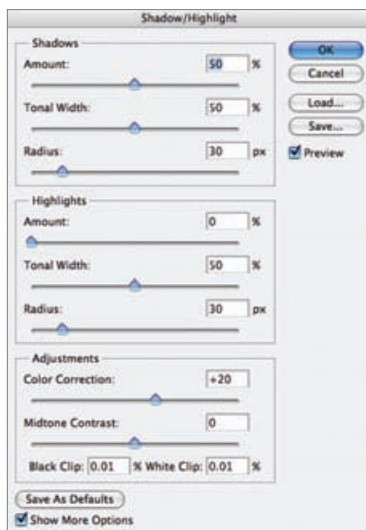 Shadow/Highlight
Shadows
Amount: 50 %
Tonal Width: 50 %
Radius: 30 px
Highlights
Amount: 0 %
Tonal Width: 50 %
Radius: 30 px
Adjustments
Color Correction: +20
Midtone Contrast: 0
Black Clip: 0.01 % White Clip: 0.01 %
Save As Defaults
Show More Options
OK
Cancel
Load...
Save...
Preview